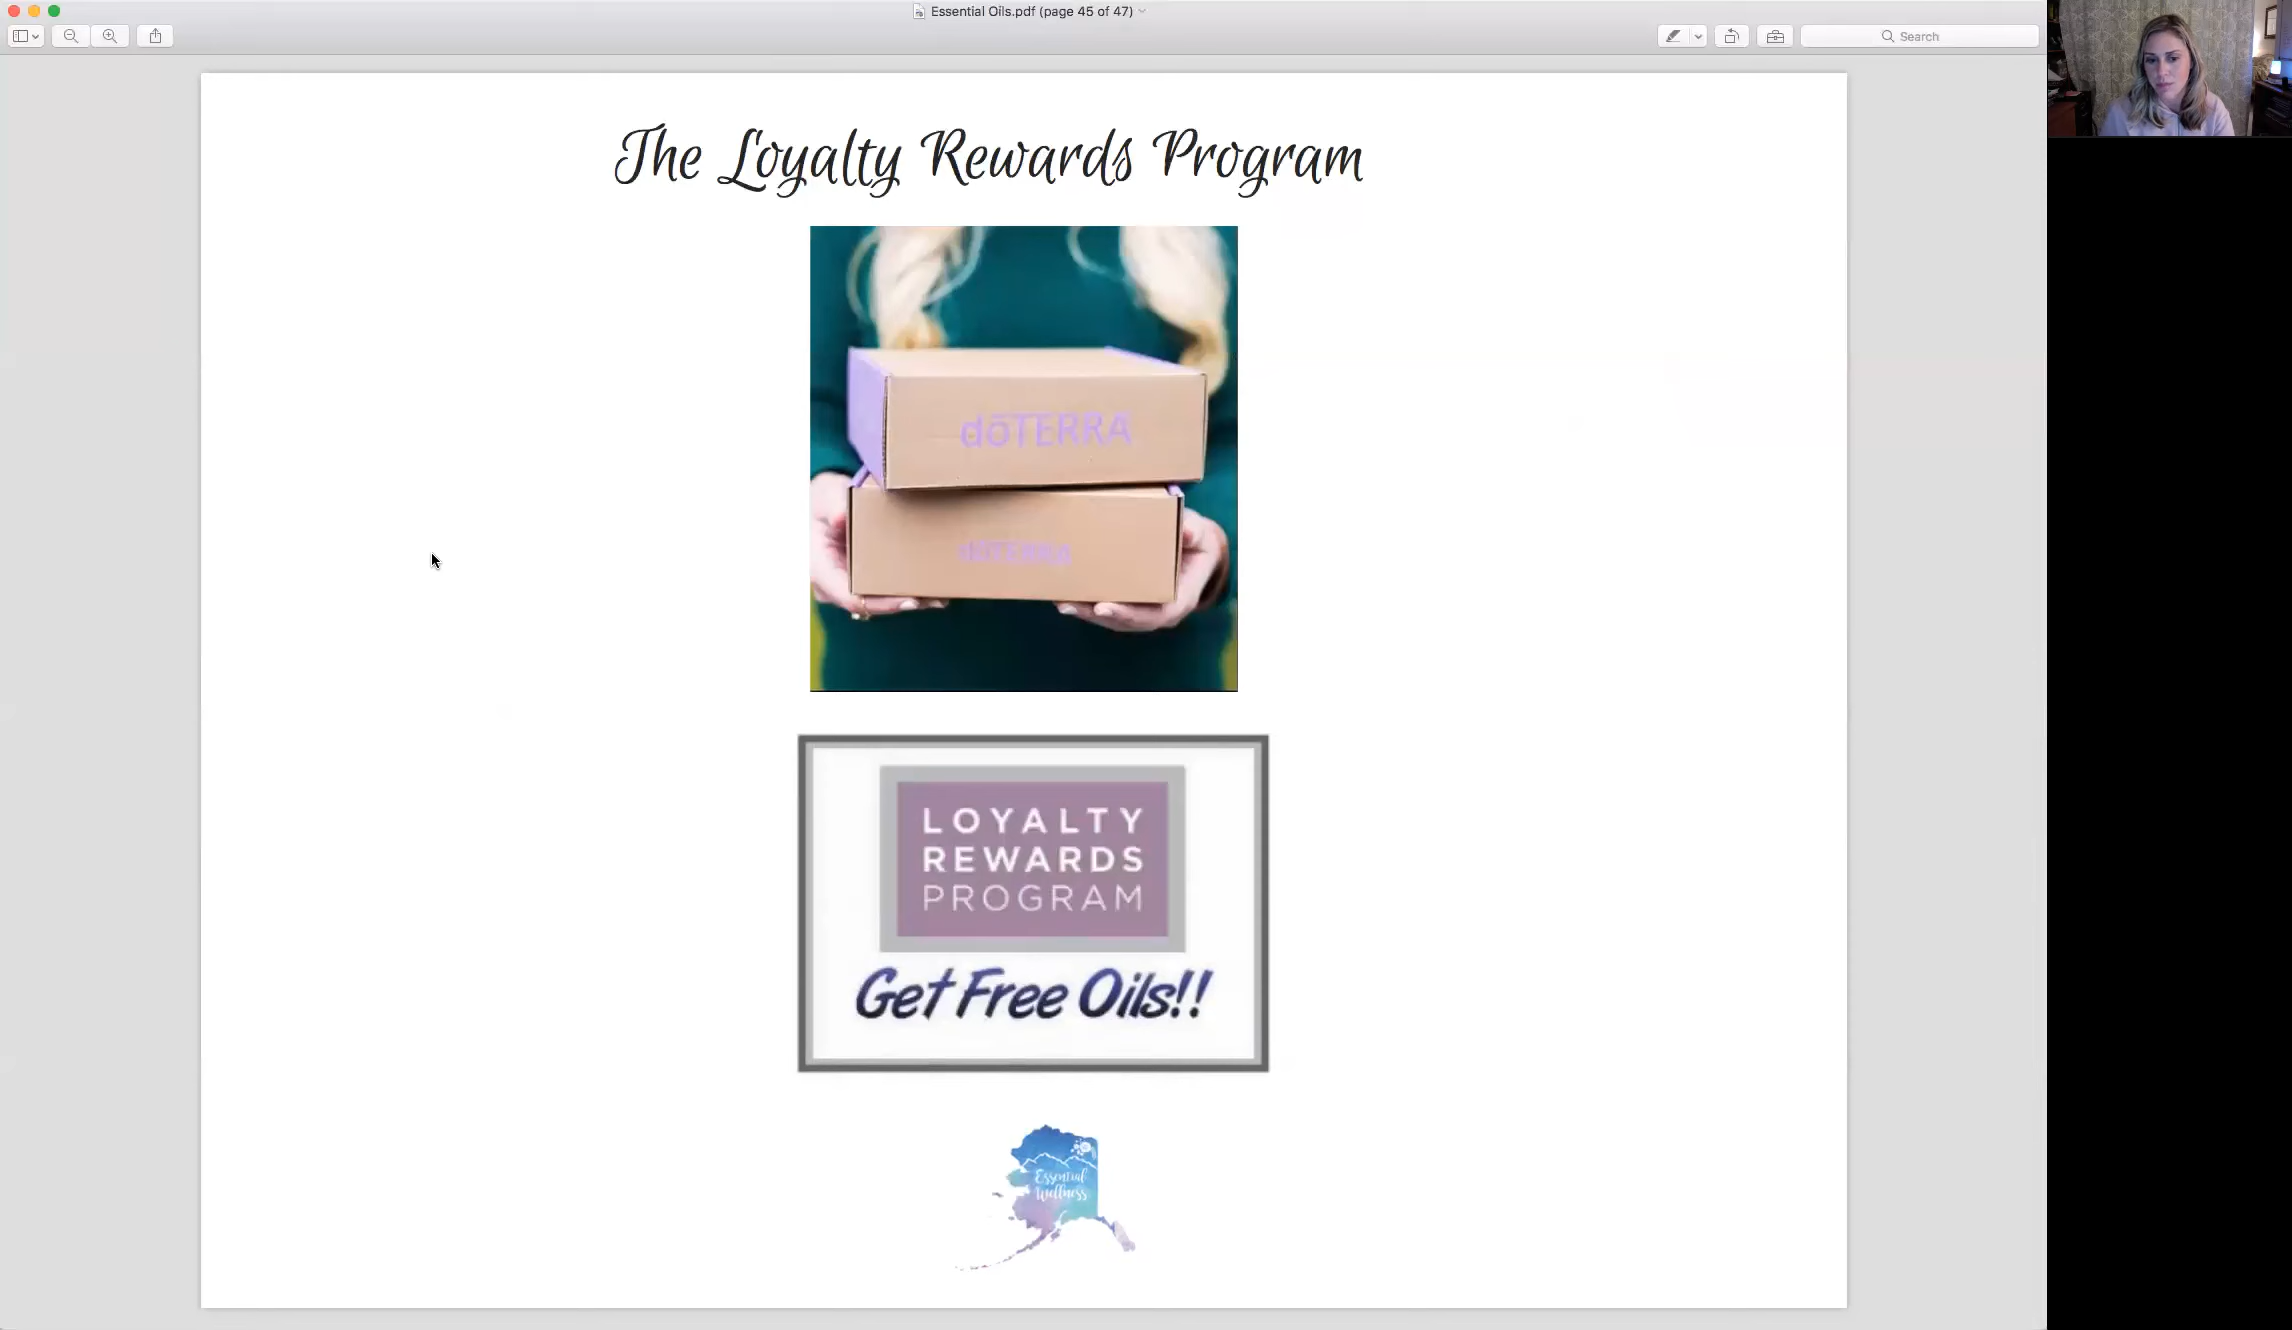 Essential Oils.pdf (page 45 of 47)
Search
The Loyalty Rewards Program
dōTERRA
dōTERRA
LOYALTY
REWARDS
PROGRAM
Get Free Oils!!
Essential
Wellness